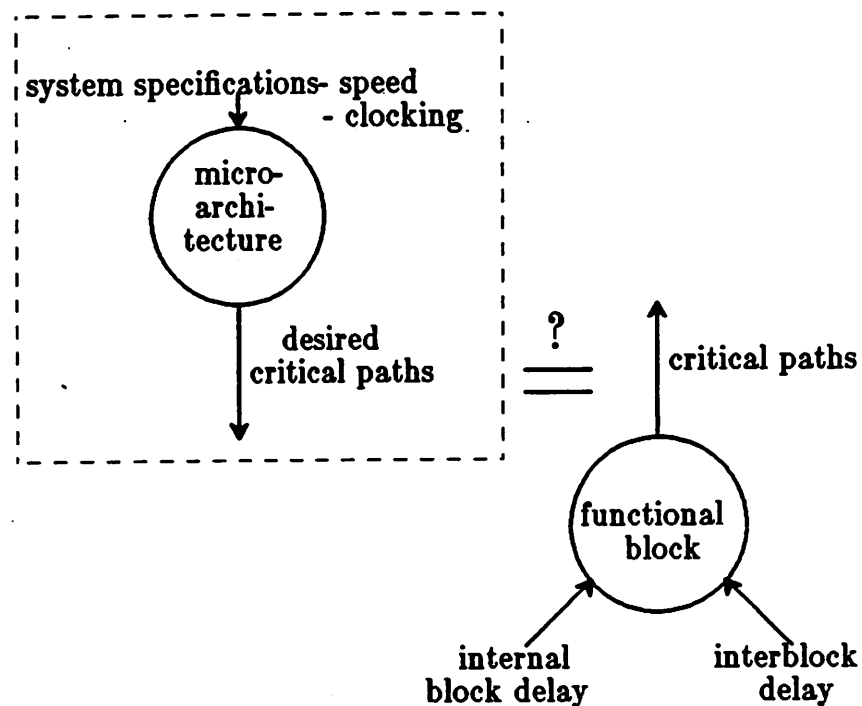 system specifications- speed
- clocking
micro-
archi-
tecture
desired
critical paths
?
critical paths
functional
block
internal
block delay
interblock
delay